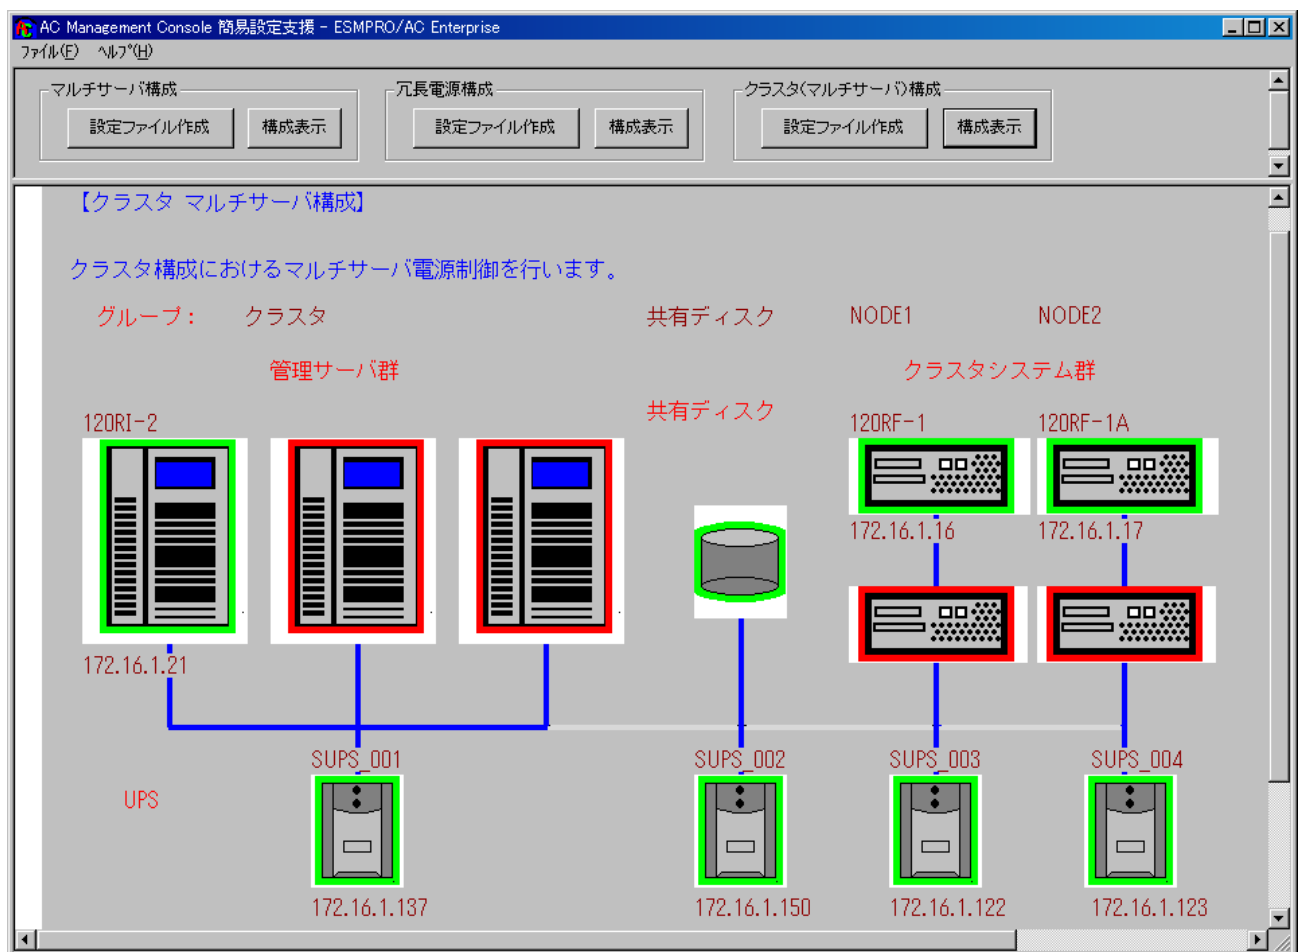 AC Management Console 簡易設定支援 - ESMPRO/AC Enterprise
ファイル(F) ヘルプ(H)
マルチサーバ構成 冗長電源構成 クラスタ(マルチサーバ)構成
設定ファイル作成 構成表示 設定ファイル作成 構成表示 設定ファイル作成 構成表示
【クラスタ マルチサーバ構成】
クラスタ構成におけるマルチサーバ電源制御を行います。
グループ： クラスタ 共有ディスク NODE1 NODE2
管理サーバ群 クラスタシステム群
共有ディスク
120RI-2 120RF-1 120RF-1A
172.16.1.16 172.16.1.17
172.16.1.21
SUPS_001 SUPS_002 SUPS_003 SUPS_004
UPS
172.16.1.137 172.16.1.150 172.16.1.122 172.16.1.123